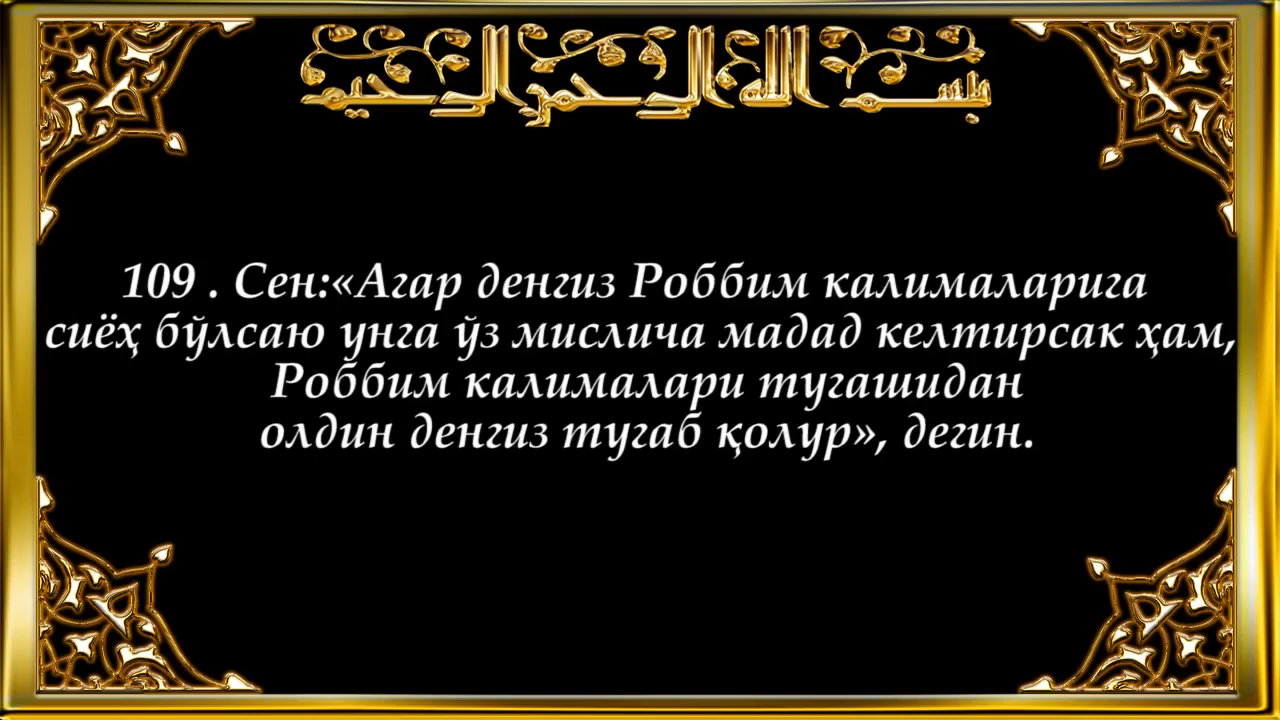 بسم الله الرحمن الرحيم
109 . Сен:«Агар денгиз Роббим калималарига
сиёҳ бўлсаю унга ўз мислича мадад келтирсак ҳам,
Роббим калималари тугашидан
олдин денгиз тугаб қолур», дегин.